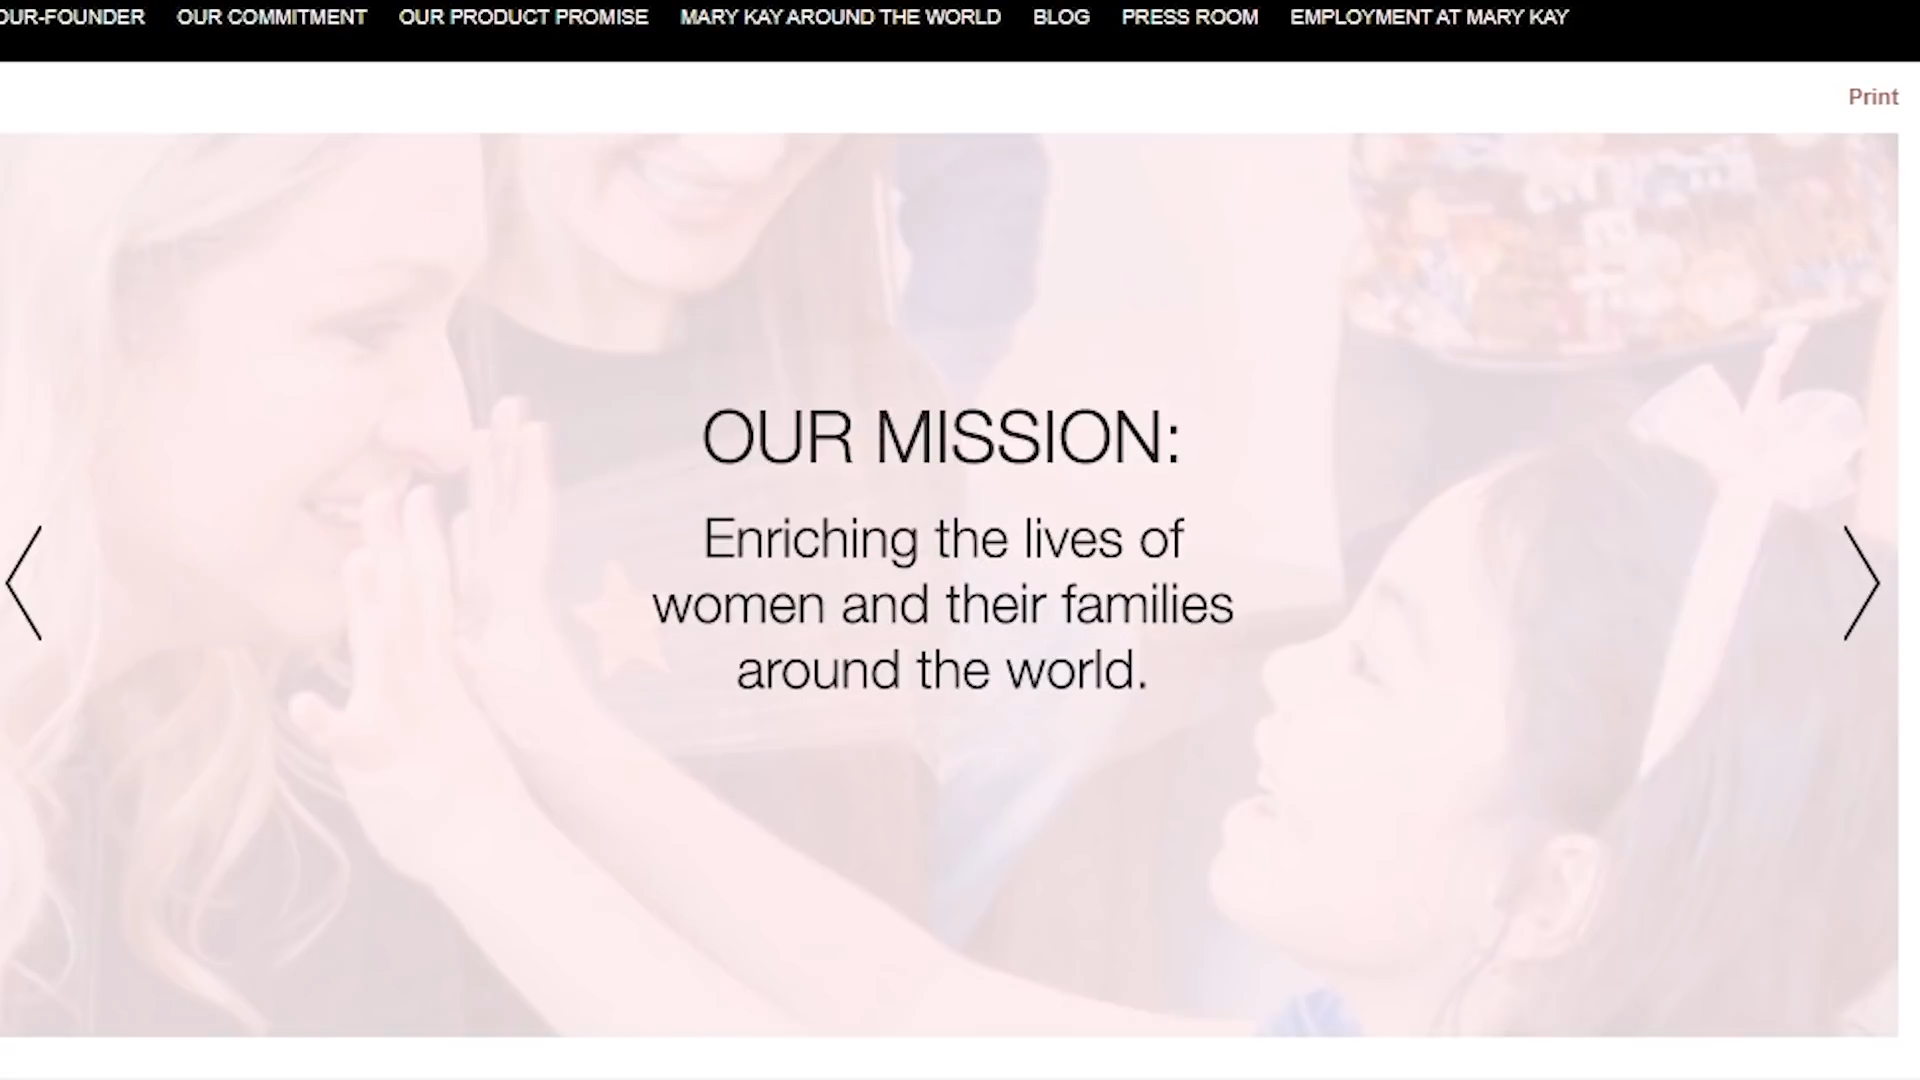 OUR-FOUNDER OUR COMMITMENT OUR PRODUCT PROMISE MARY KAY AROUND THE WORLD BLOG PRESS ROOM EMPLOYMENT AT MARY KAY
Print
OUR MISSION:
Enriching the lives of
women and their families
around the world.